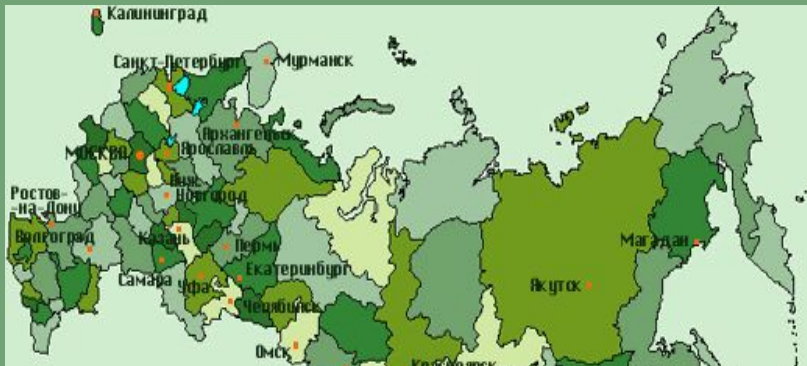 Калининград
Санкт-Петербург
Мурманск
Архангельск
МОСКВА
Ярославль
Ниж-
Новгород
Ростов-
-на-Дону
Волгоград
Казань
Пермь
Магадан
Самара
Уфа
Екатеринбург
Якутск
Челябинск
Омск